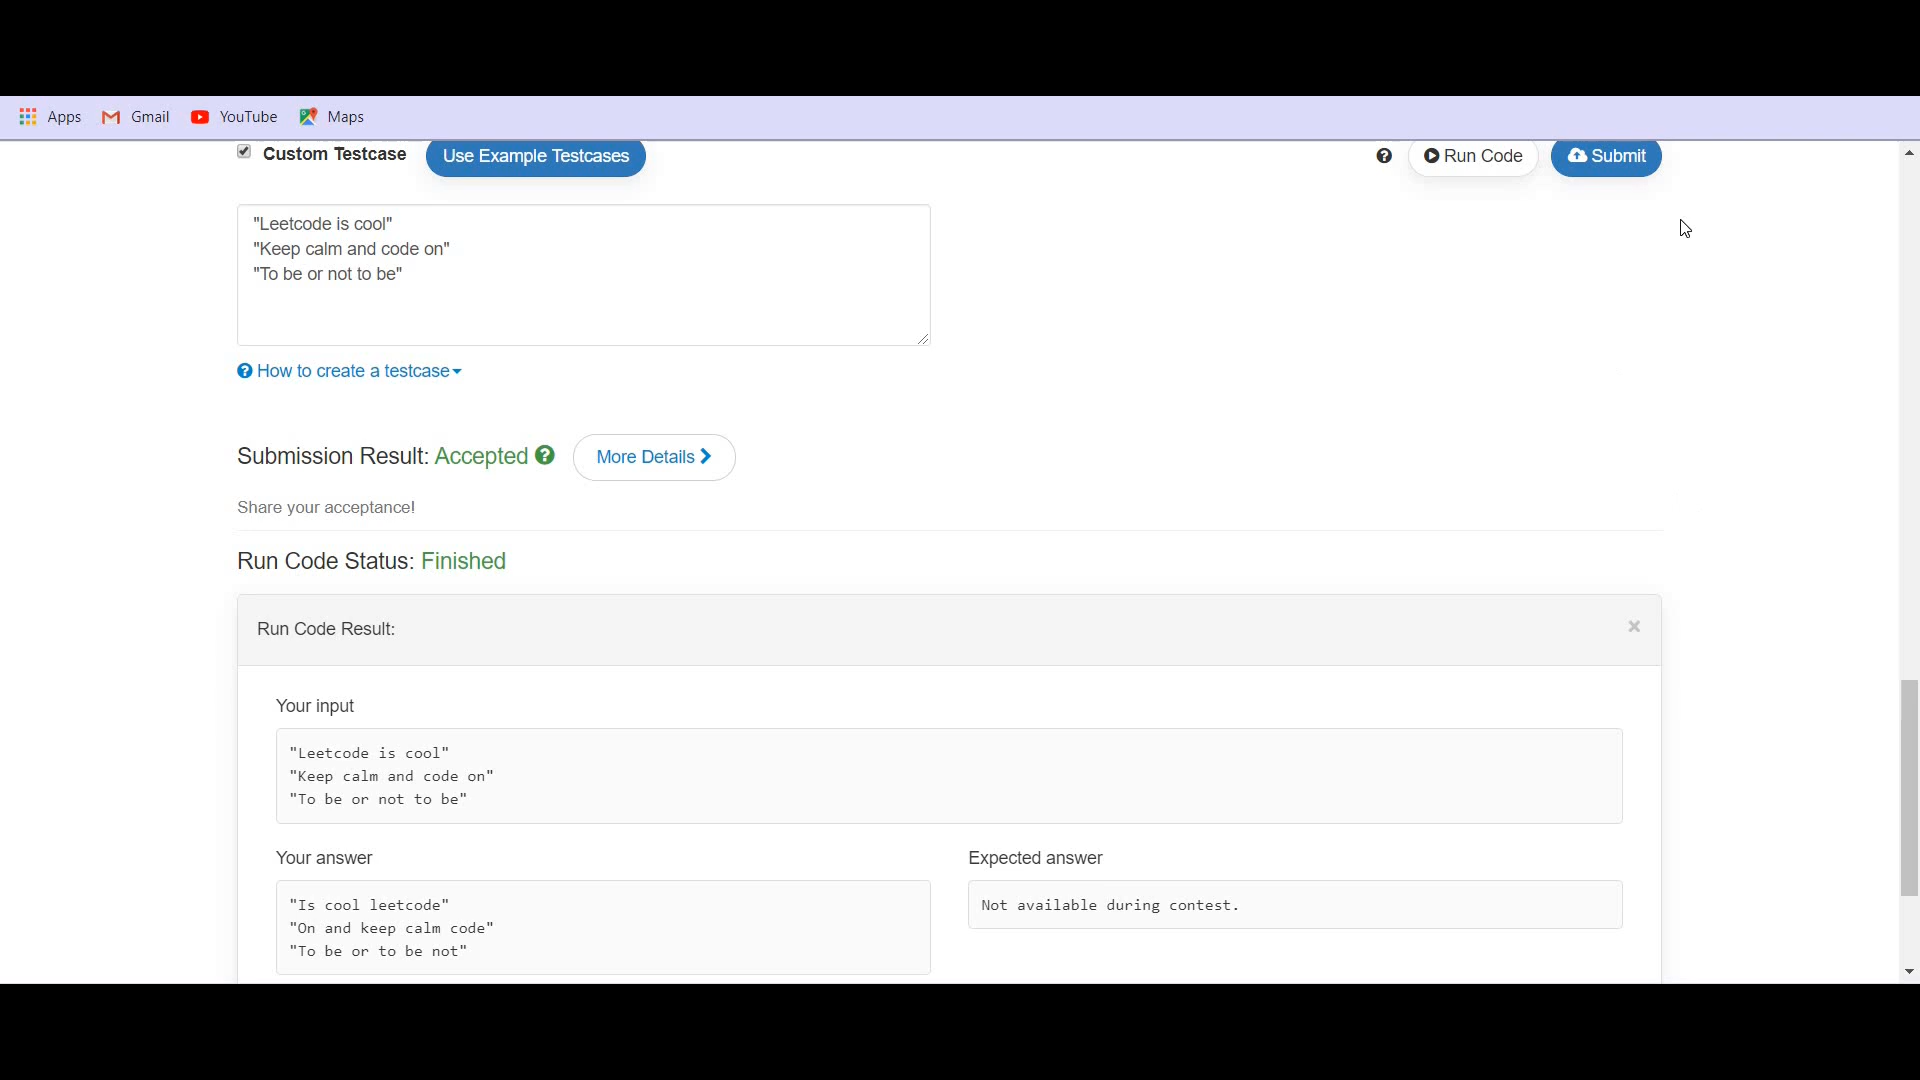 Apps Gmail YouTube Maps
Custom Testcase Use Example Testcases Run Code Submit
"Leetcode is cool"
"Keep calm and code on"
"To be or not to be"
How to create a testcase
Submission Result: Accepted More Details
Share your acceptance!
Run Code Status: Finished
Run Code Result:
Your input
"Leetcode is cool"
"Keep calm and code on"
"To be or not to be"
Your answer
"Is cool leetcode"
"On and keep calm code"
"To be or to be not"
Expected answer
Not available during contest.